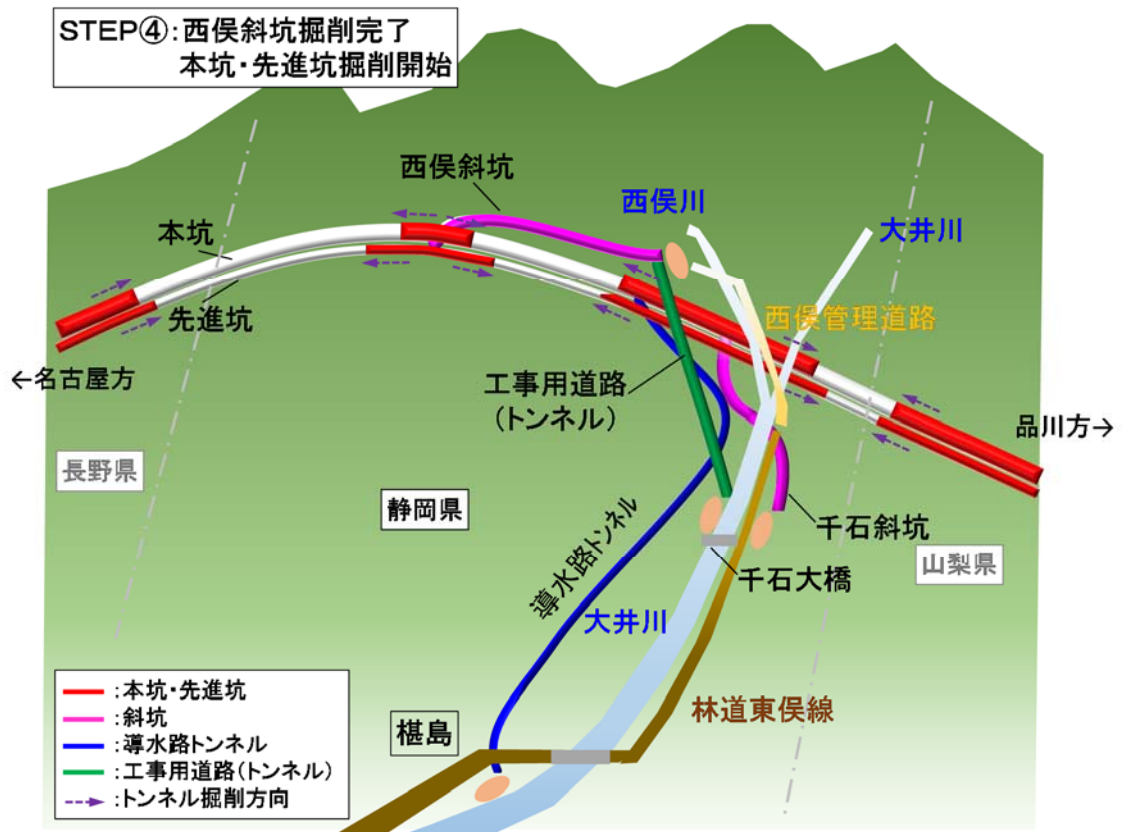 STEP④:西俣斜坑掘削完了
本坑・先進坑掘削開始
西俣斜坑
西俣川
大井川
本坑
先進坑
西俣管理道路
←名古屋方
工事用道路
(トンネル)
品川方→
長野県
静岡県
千石斜坑
山梨県
千石大橋
導水路トンネル
大井川
林道東俣線
椹島
:本坑・先進坑
:斜坑
:導水路トンネル
:工事用道路(トンネル)
:トンネル掘削方向